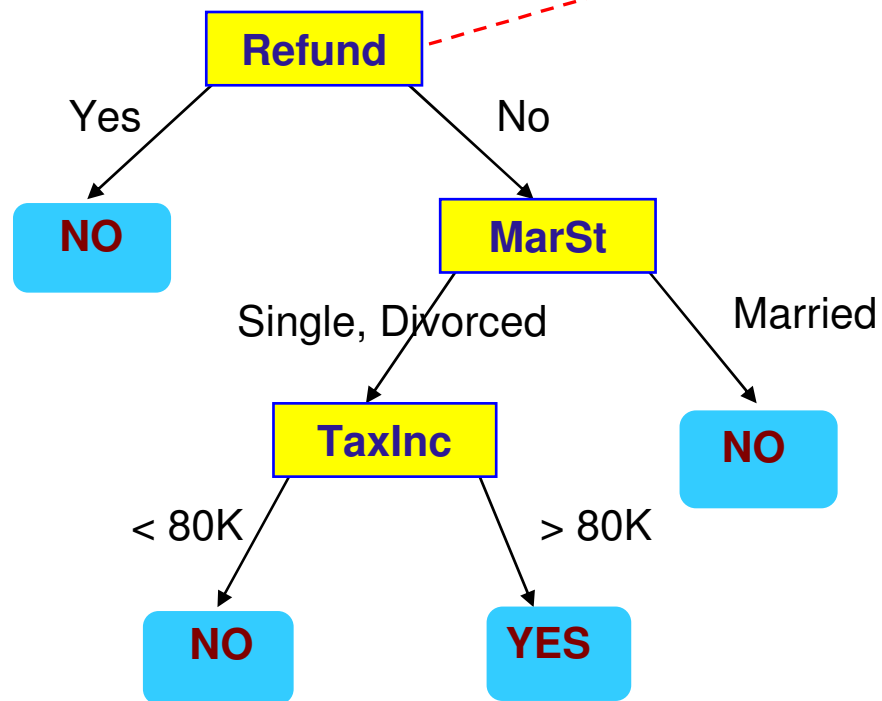 Refund
Yes
No
NO
MarSt
Single, Divorced
Married
TaxInc
NO
< 80K
> 80K
NO
YES